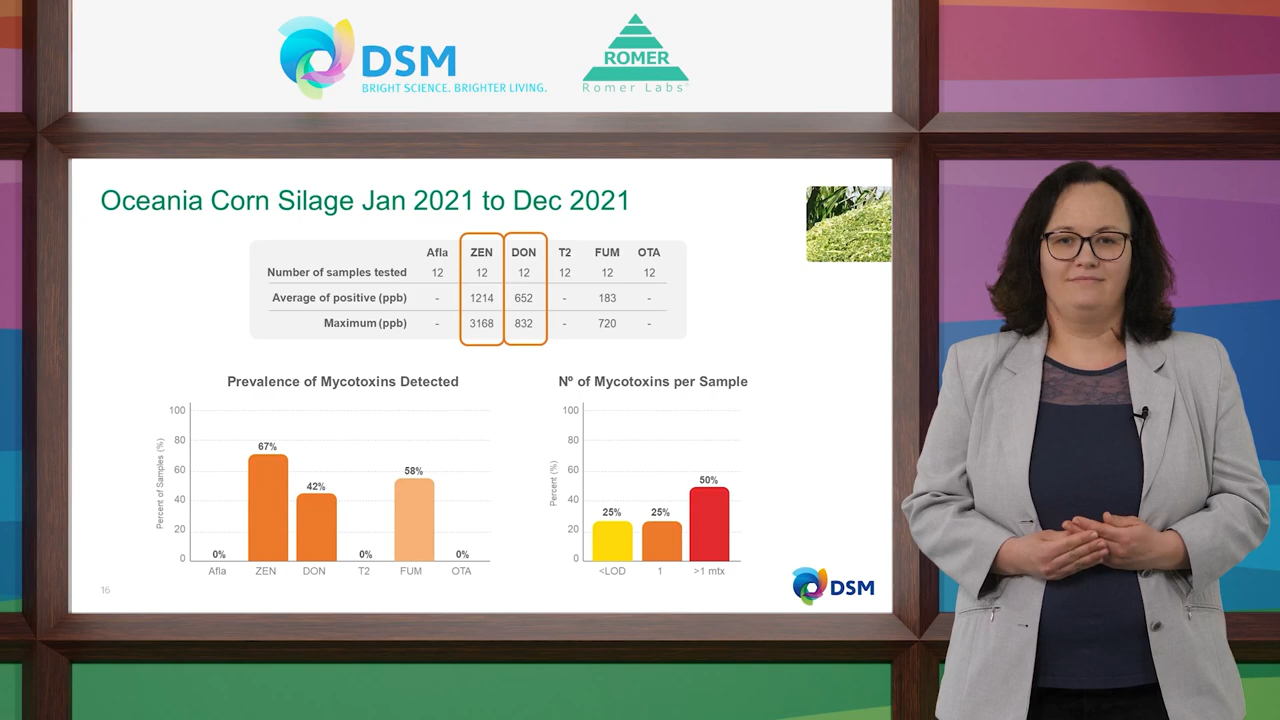 DSM
BRIGHT SCIENCE. BRIGHTER LIVING.
ROMER
Romer Labs
Oceania Corn Silage Jan 2021 to Dec 2021
Afla ZEN DON T2 FUM OTA
Number of samples tested 12 12 12 12 12 12
Average of positive (ppb) - 1214 652 - 183 -
Maximum (ppb) - 3168 832 - 720 -
Prevalence of Mycotoxins Detected
Percent of Samples (%)
100
80
60
40
20
0
0%
67%
42%
0%
58%
0%
Afla ZEN DON T2 FUM OTA
Nº of Mycotoxins per Sample
Percent (%)
100
80
60
40
20
0
25%
25%
50%
<LOD 1 >1 mtx
16
DSM